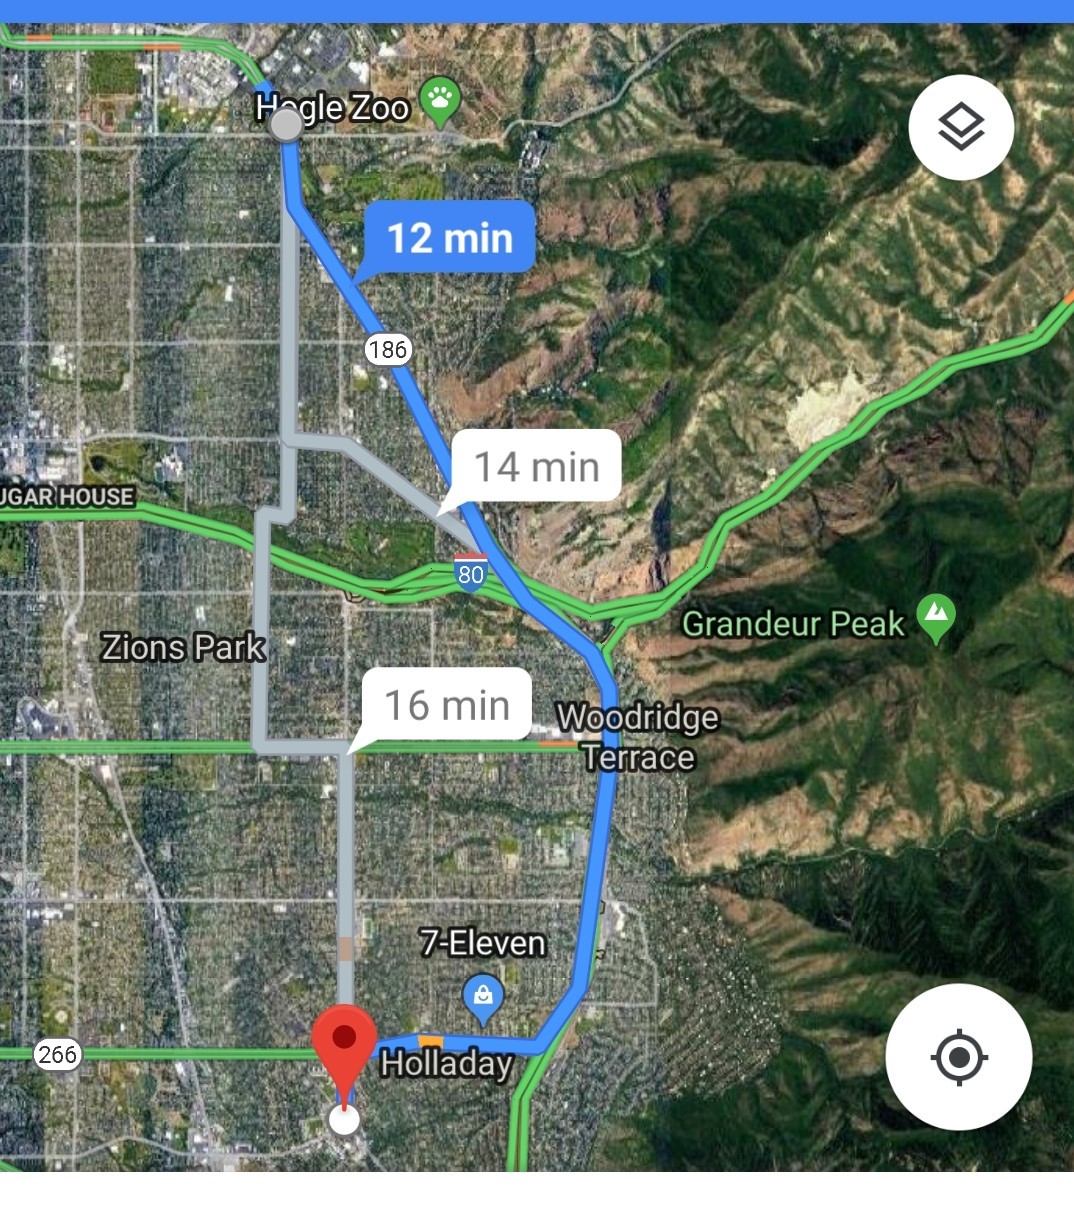 Hogle Zoo
12 min
186
14 min
UGAR HOUSE
80
Zions Park
Grandeur Peak
16 min
Woodridge
Terrace
7-Eleven
266
Holladay